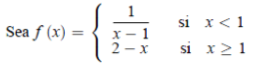 Sea f (x) = { 1/(x − 1) si x < 1
2 − x si x ≥ 1